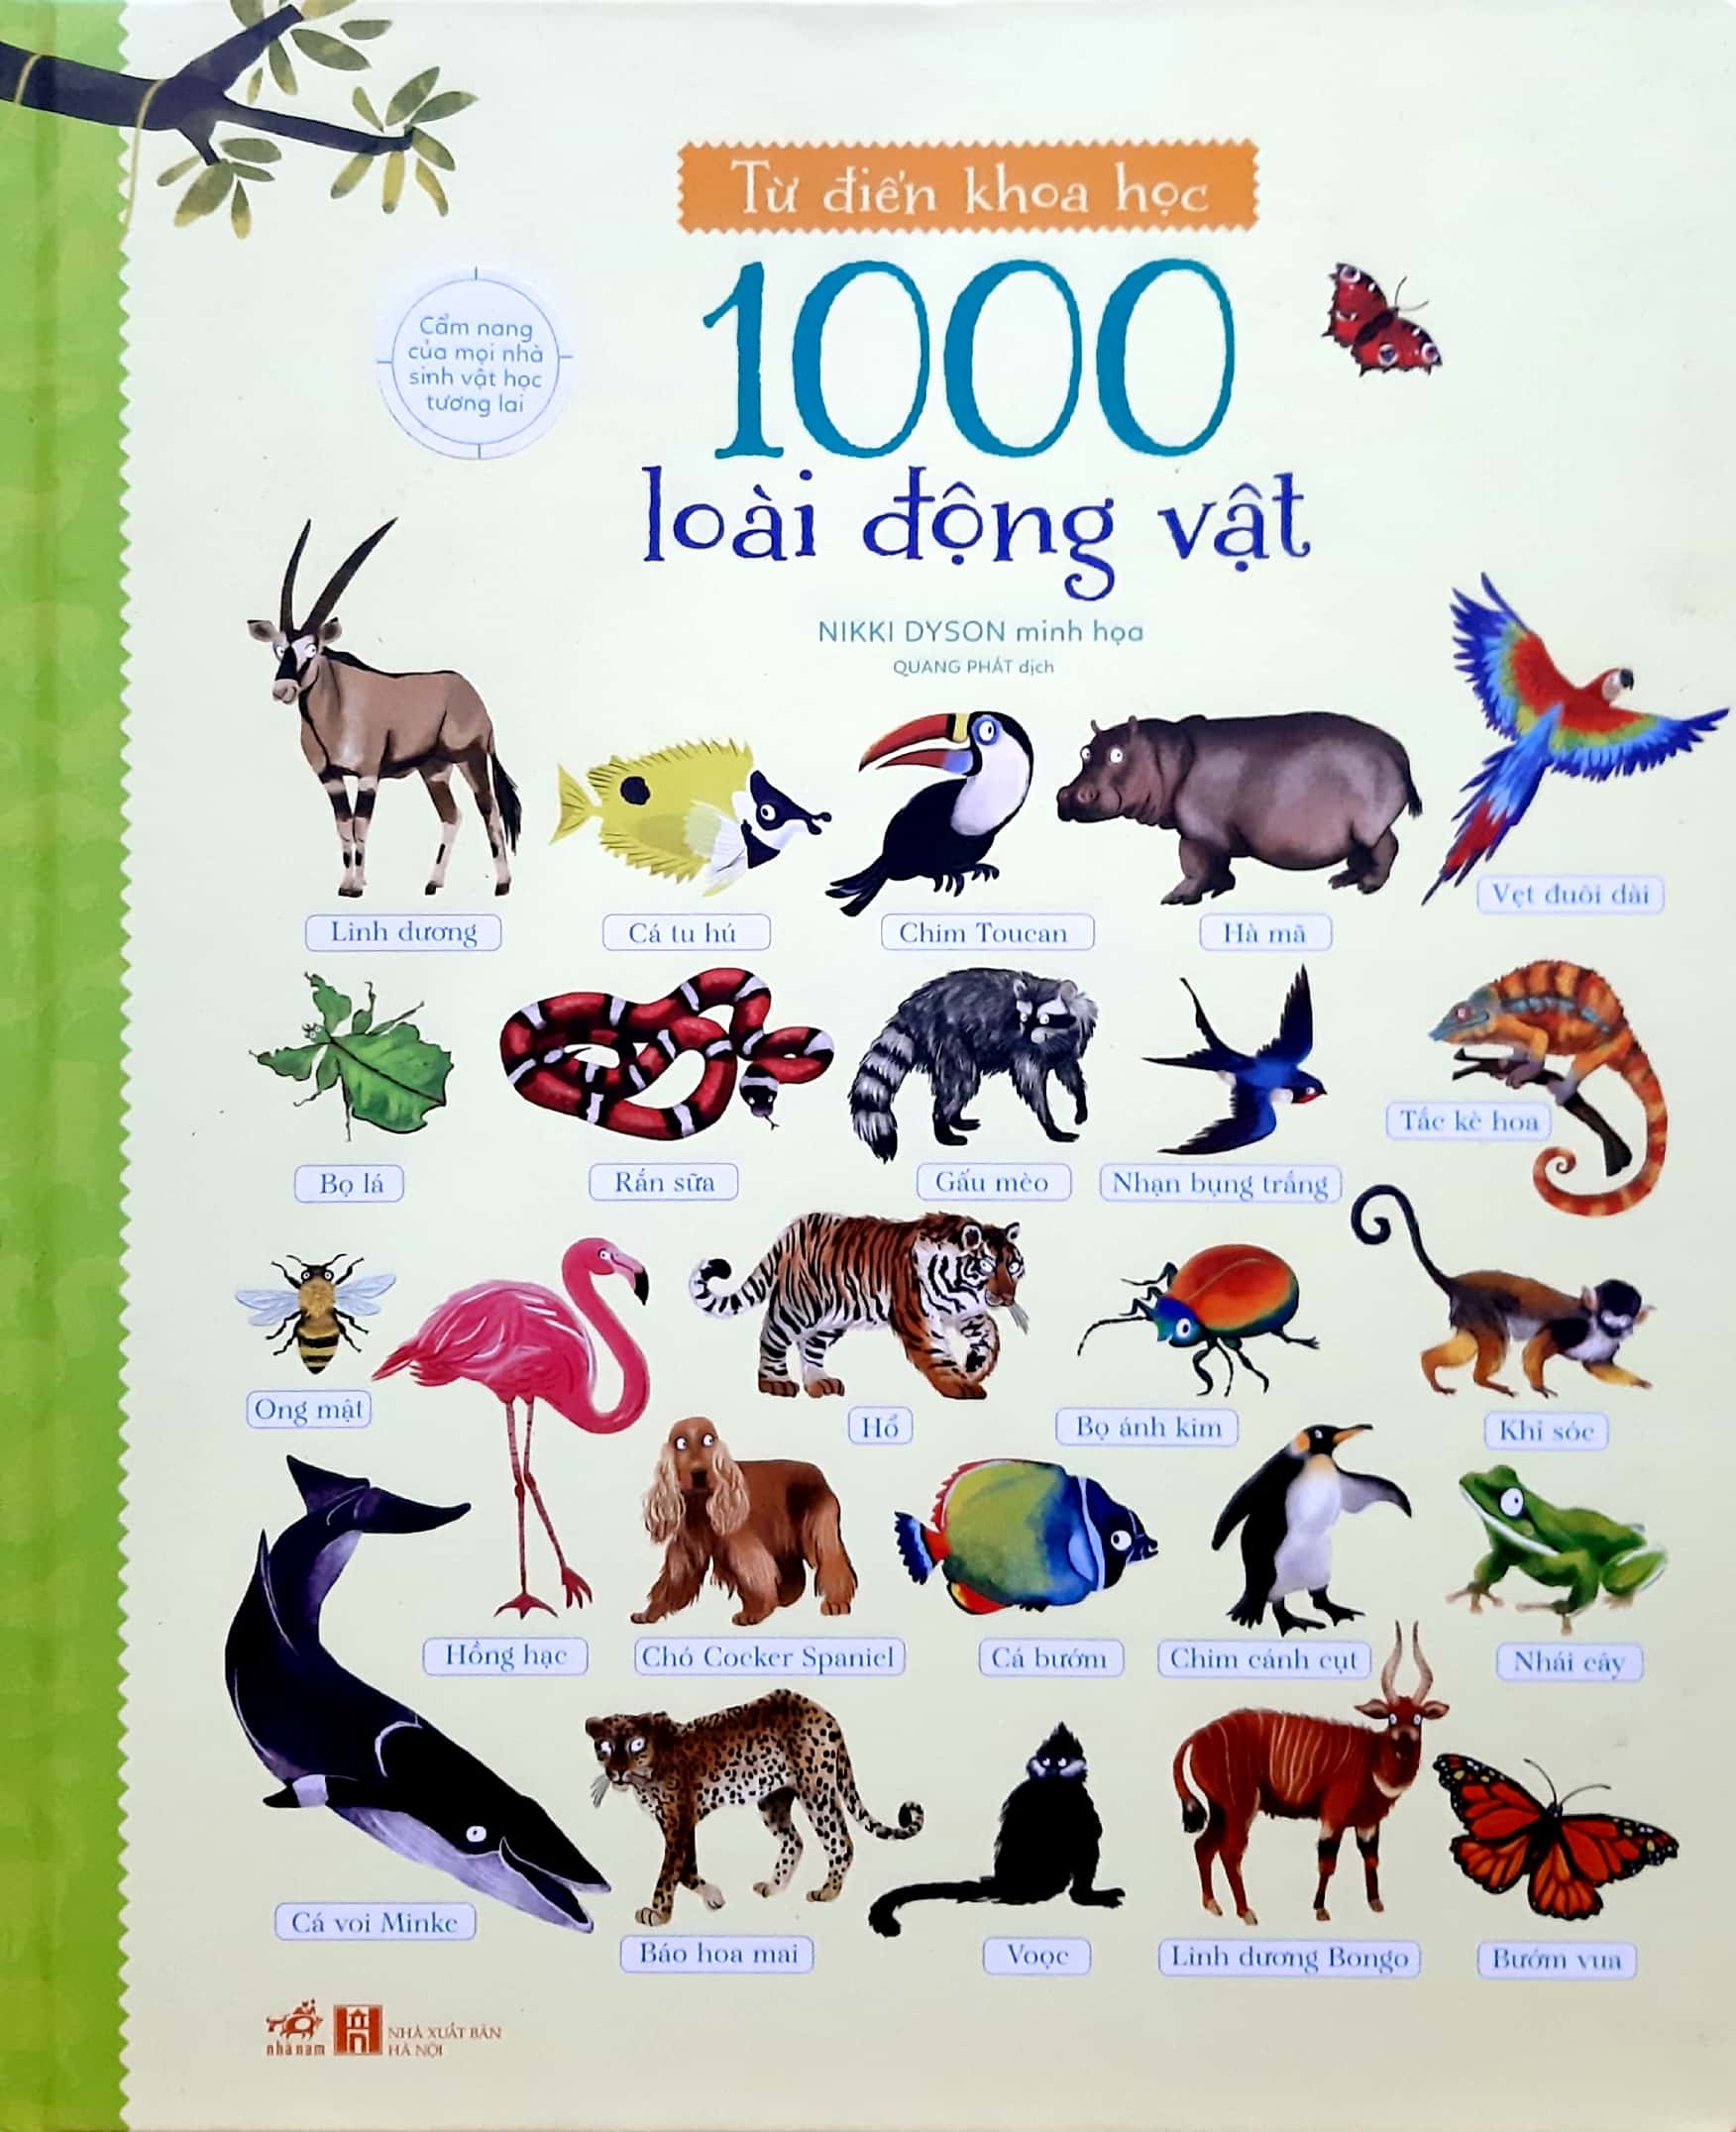 Từ điển khoa học
Cẩm nang
của mọi nhà
sinh vật học
tương lai
1000
loài động vật
NIKKI DYSON minh họa
QUANG PHÁT dịch
Linh dương
Cá tu hú
Chim Toucan
Hà mã
Vẹt đuôi dài
Bọ lá
Rắn sữa
Gấu mèo
Nhạn bụng trắng
Tắc kè hoa
Ong mật
Hổ
Bọ ánh kim
Khỉ sóc
Hồng hạc
Chó Cocker Spaniel
Cá bướm
Chim cánh cụt
Nhái cây
Cá voi Minke
Báo hoa mai
Voọc
Linh dương Bongo
Bướm vua
nhã nam
NHÀ XUẤT BẢN
HÀ NỘI